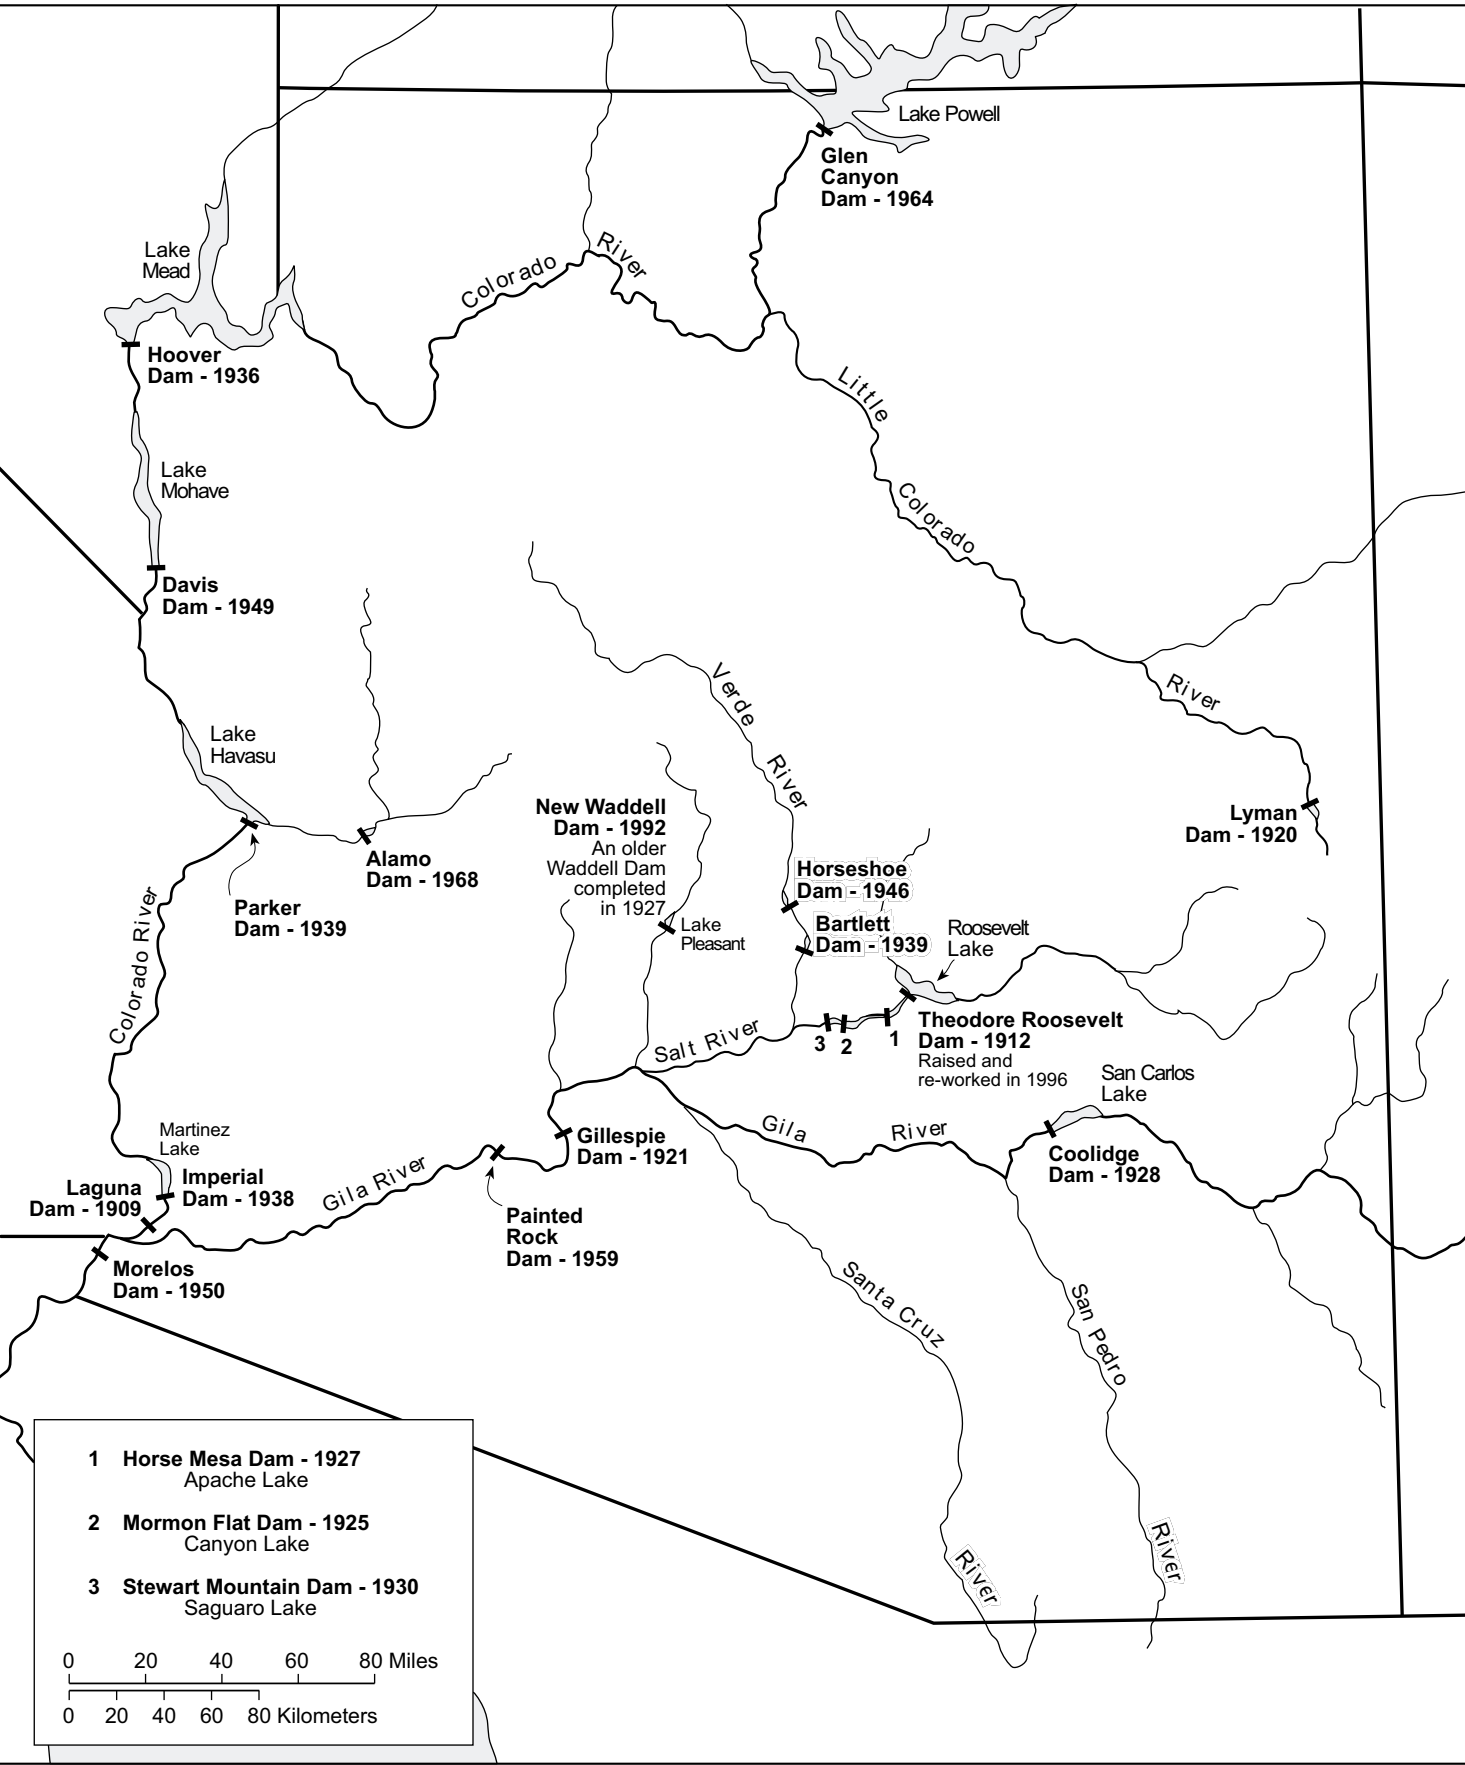 Lake Powell
Glen
Canyon
Dam - 1964
Lake
Mead
Colorado
River
Hoover
Dam - 1936
Little
Colorado
River
Lake
Mohave
Davis
Dam - 1949
Verde
River
Lake
Havasu
New Waddell
Dam - 1992
An older
Waddell Dam
completed
in 1927
Lyman
Dam - 1920
Alamo
Dam - 1968
Horseshoe
Dam - 1946
Parker
Dam - 1939
Lake
Pleasant
Bartlett
Dam - 1939
Roosevelt
Lake
Colorado River
Salt River
3
2
1
Theodore Roosevelt
Dam - 1912
Raised and
re-worked in 1996
San Carlos
Lake
Martinez
Lake
Gillespie
Dam - 1921
Gila
River
Coolidge
Dam - 1928
Imperial
Dam - 1938
Laguna
Dam - 1909
Gila River
Painted
Rock
Dam - 1959
Morelos
Dam - 1950
Santa Cruz
River
San Pedro
River
1 Horse Mesa Dam - 1927
Apache Lake
2 Mormon Flat Dam - 1925
Canyon Lake
3 Stewart Mountain Dam - 1930
Saguaro Lake
0 20 40 60 80 Miles
0 20 40 60 80 Kilometers